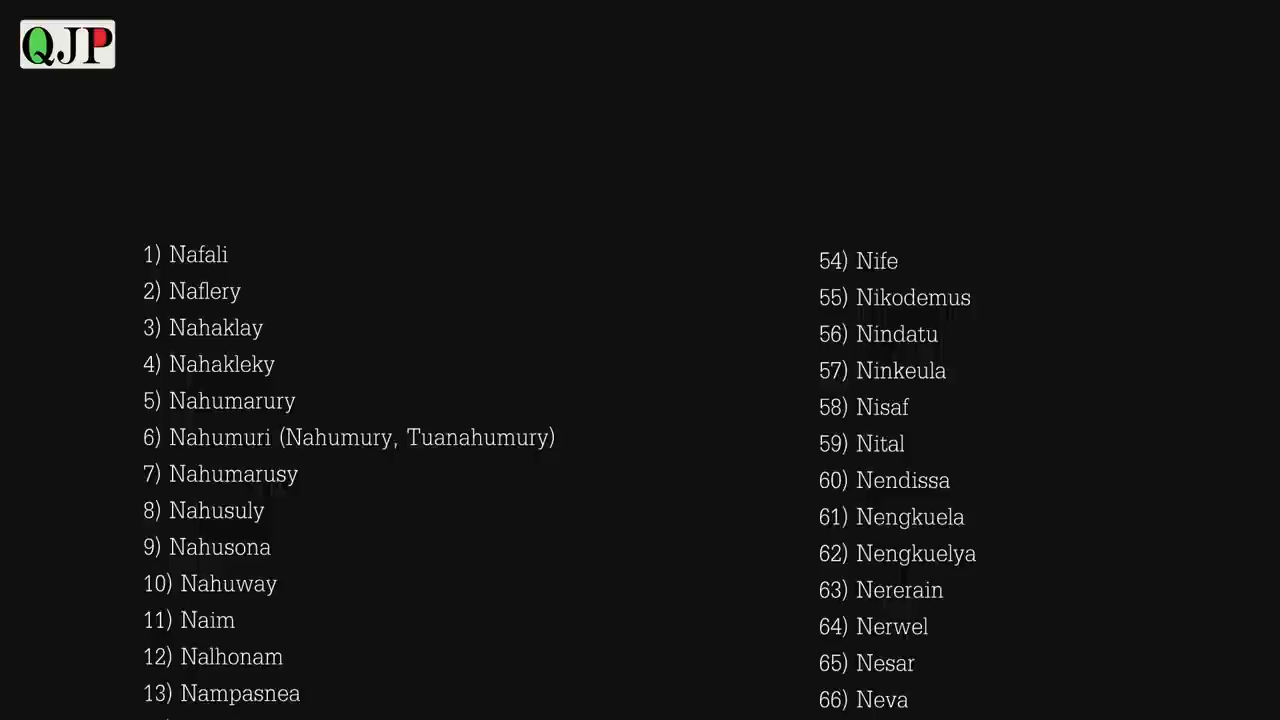 QJP
1) Nafali
2) Naflery
3) Nahaklay
4) Nahakleky
5) Nahumarury
6) Nahumuri (Nahumury, Tuanahumury)
7) Nahumarusy
8) Nahusuly
9) Nahusona
10) Nahuway
11) Naim
12) Nalhonam
13) Nampasnea
54) Nife
55) Nikodemus
56) Nindatu
57) Ninkeula
58) Nisaf
59) Nital
60) Nendissa
61) Nengkuela
62) Nengkuelya
63) Nererain
64) Nerwel
65) Nesar
66) Neva